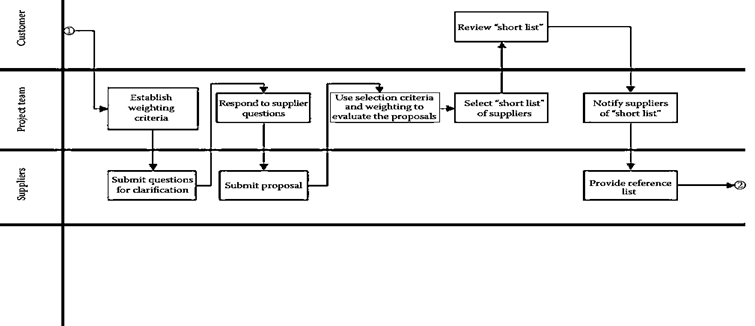 Customer
1
Review "short list"
Project team
Establish
weighting
criteria
Respond to supplier
questions
Use selection criteria
and weighting to
evaluate the proposals
Select "short list"
of suppliers
Notify suppliers
of "short list"
Suppliers
Submit questions
for clarification
Submit proposal
Provide reference
list
2